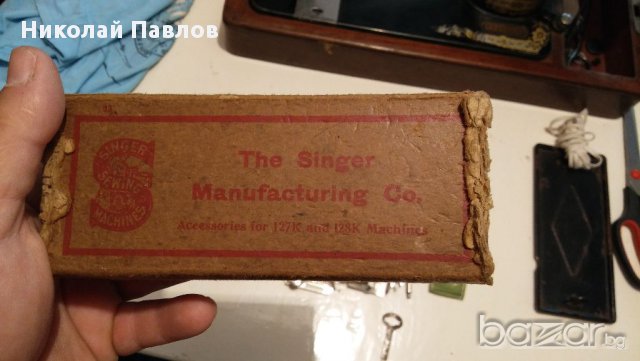 Николай Павлов
SINGER
SEWING
MACHINES
The Singer
Manufacturing Co.
Accessories for 127K and 128K Machines
bazar.bg